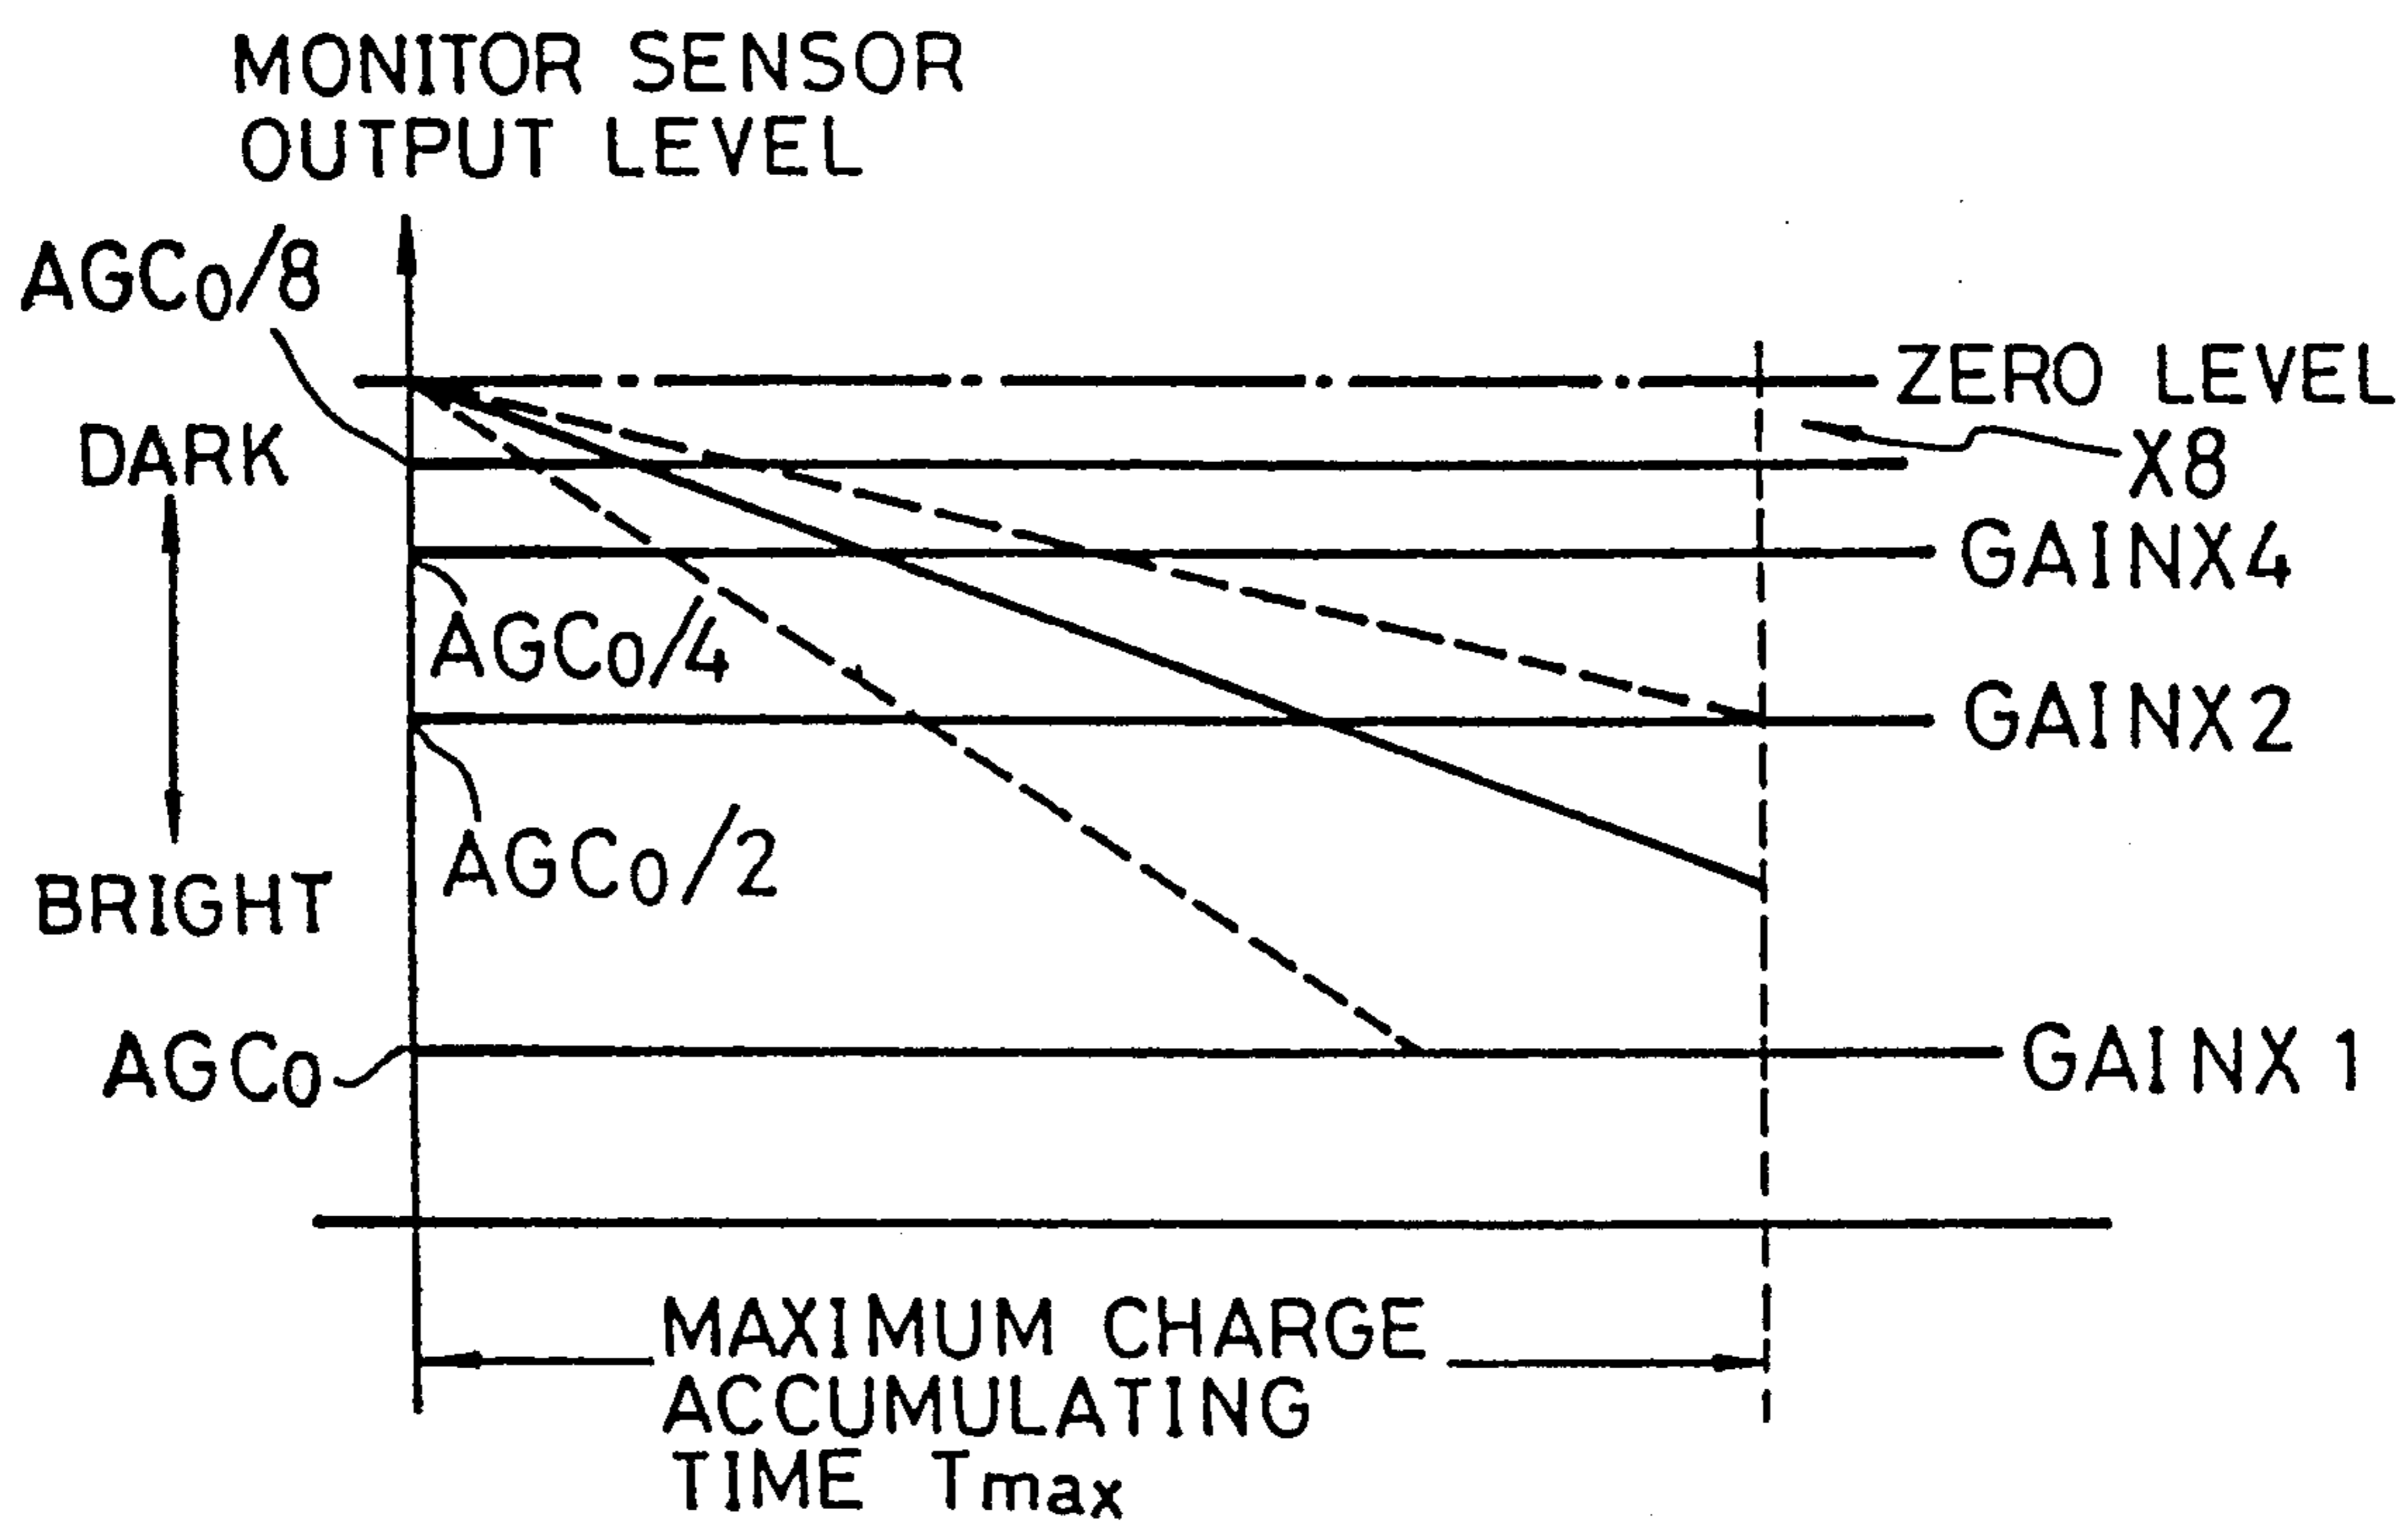 MONITOR SENSOR
OUTPUT LEVEL
AGC0/8
ZERO LEVEL
DARK
X8
GAINX4
AGC0/4
GAINX2
AGC0/2
BRIGHT
AGC0
GAINX1
MAXIMUM CHARGE
ACCUMULATING
TIME Tmax